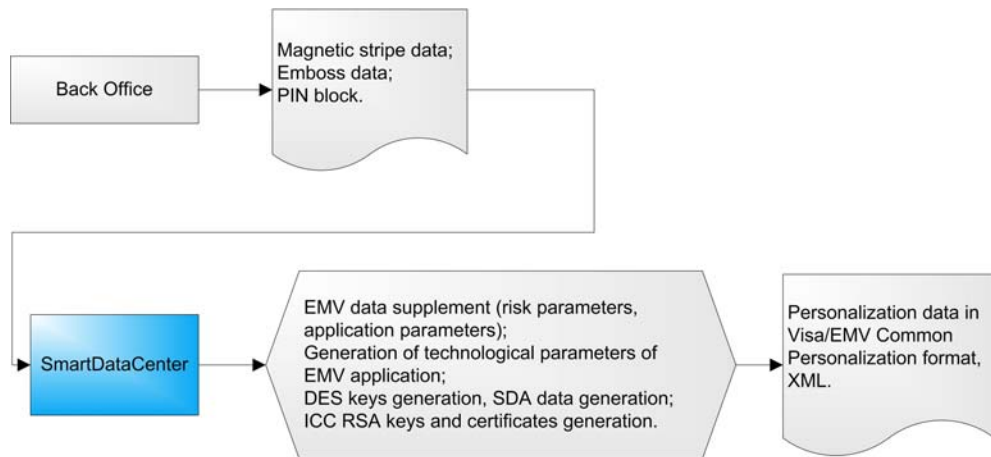 Back Office
Magnetic stripe data;
Emboss data;
PIN block.
SmartDataCenter
EMV data supplement (risk parameters,
application parameters);
Generation of technological parameters of
EMV application;
DES keys generation, SDA data generation;
ICC RSA keys and certificates generation.
Personalization data in
Visa/EMV Common
Personalization format,
XML.